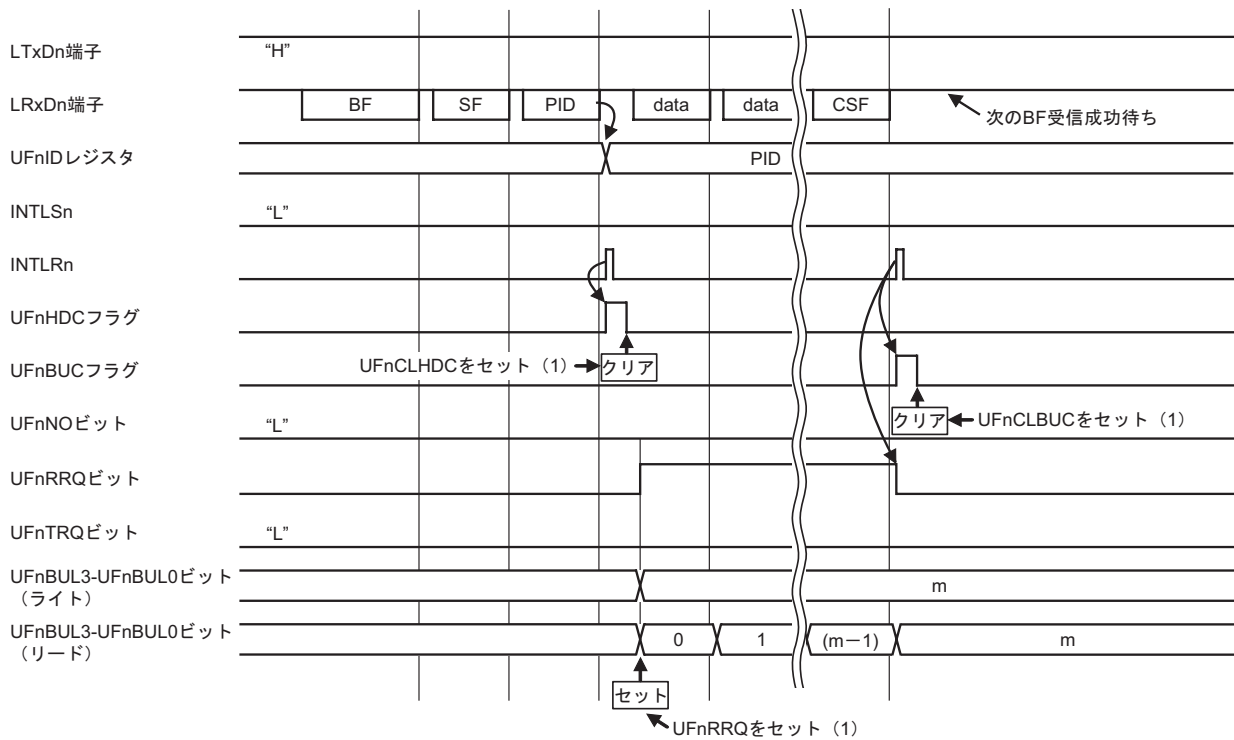 LTxDn端子 “H”
LRxDn端子 BF SF PID data data CSF
次のBF受信成功待ち
UFnIDレジスタ PID
INTLSn “L”
INTLRn
UFnHDCフラグ
UFnCLHDCをセット（1） クリア
UFnBUCフラグ
クリア UFnCLBUCをセット（1）
UFnNOビット “L”
UFnRRQビット
UFnTRQビット “L”
UFnBUL3-UFnBUL0ビット
（ライト） m
UFnBUL3-UFnBUL0ビット
（リード） 0 1 (m－1) m
セット
UFnRRQをセット（1）